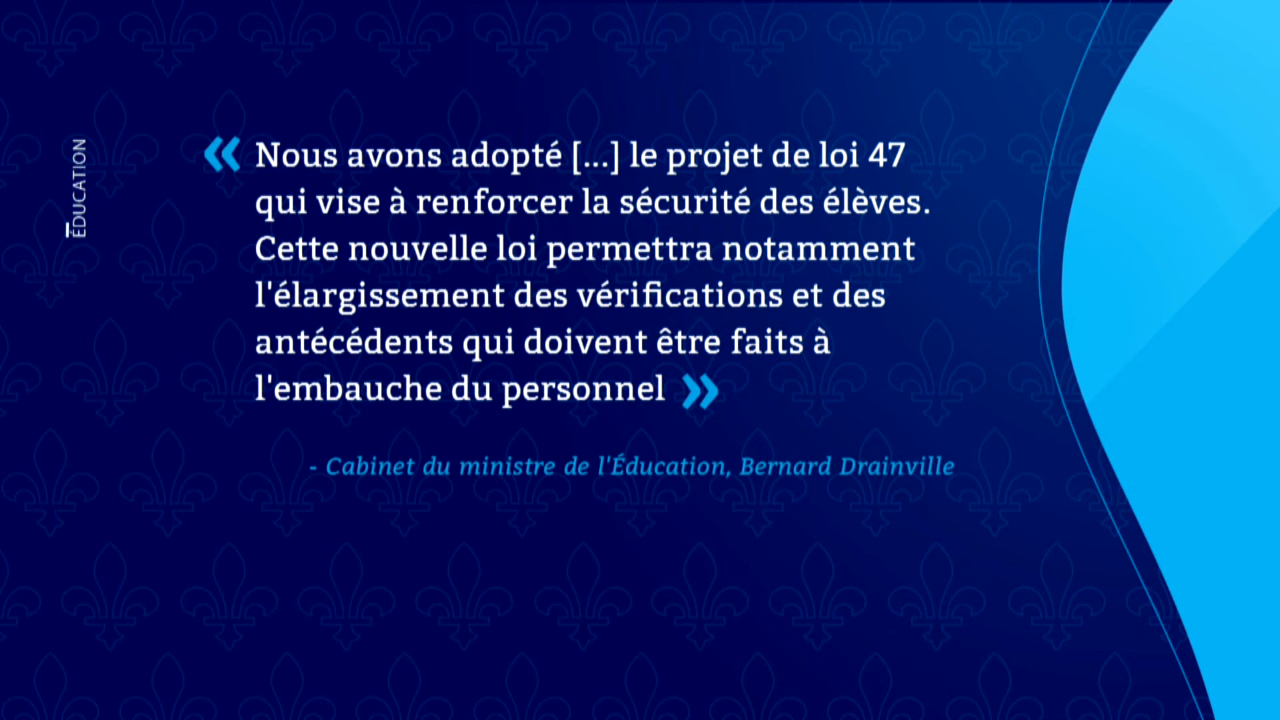 ÉDUCATION
« Nous avons adopté [...] le projet de loi 47
qui vise à renforcer la sécurité des élèves.
Cette nouvelle loi permettra notamment
l'élargissement des vérifications et des
antécédents qui doivent être faits à
l'embauche du personnel »
- Cabinet du ministre de l'Éducation, Bernard Drainville